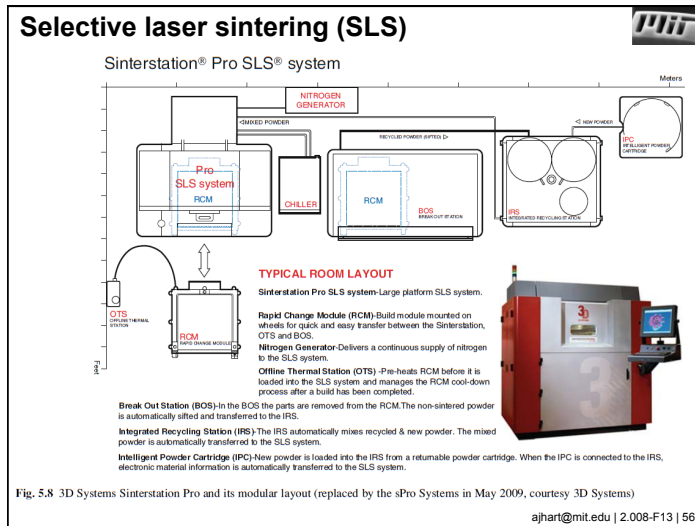 Selective laser sintering (SLS)
Sinterstation® Pro SLS® system
Meters
NITROGEN
GENERATOR
◁MIXED POWDER
RECYCLED POWDER (SIFTED) ▷
◁ NEW POWDER
IPC
INTELLIGENT POWDER
CARTRIDGE
Pro
SLS system
RCM
CHILLER
RCM
BOS
BREAK OUT STATION
IRS
INTEGRATED RECYCLING STATION
OTS
OFFLINE THERMAL
STATION
RCM
RAPID CHANGE MODULE
Feet
TYPICAL ROOM LAYOUT
Sinterstation Pro SLS system-Large platform SLS system.
Rapid Change Module (RCM)-Build module mounted on
wheels for quick and easy transfer between the Sinterstation,
OTS and BOS.
Nitrogen Generator-Delivers a continuous supply of nitrogen
to the SLS system.
Offline Thermal Station (OTS) -Pre-heats RCM before it is
loaded into the SLS system and manages the RCM cool-down
process after a build has been completed.
Break Out Station (BOS)-In the BOS the parts are removed from the RCM.The non-sintered powder
is automatically sifted and transferred to the IRS.
Integrated Recycling Station (IRS)-The IRS automatically mixes recycled & new powder. The mixed
powder is automatically transferred to the SLS system.
Intelligent Powder Cartridge (IPC)-New powder is loaded into the IRS from a returnable powder cartridge. When the IPC is connected to the IRS,
electronic material information is automatically transferred to the SLS system.
Fig. 5.8 3D Systems Sinterstation Pro and its modular layout (replaced by the sPro Systems in May 2009, courtesy 3D Systems)
ajhart@mit.edu | 2.008-F13 | 56